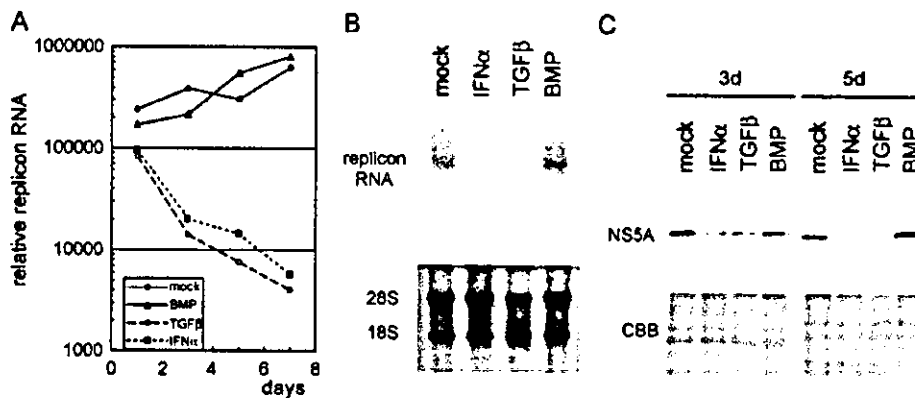 A
relative replicon RNA
1000000
100000
10000
1000
mock
BMP
TGFβ
IFNα
0 2 4 6 8
days
B
mock IFNα TGFβ BMP
replicon
RNA
28S
18S
C
3d 5d
mock IFNα TGFβ BMP mock IFNα TGFβ BMP
NS5A
CBB